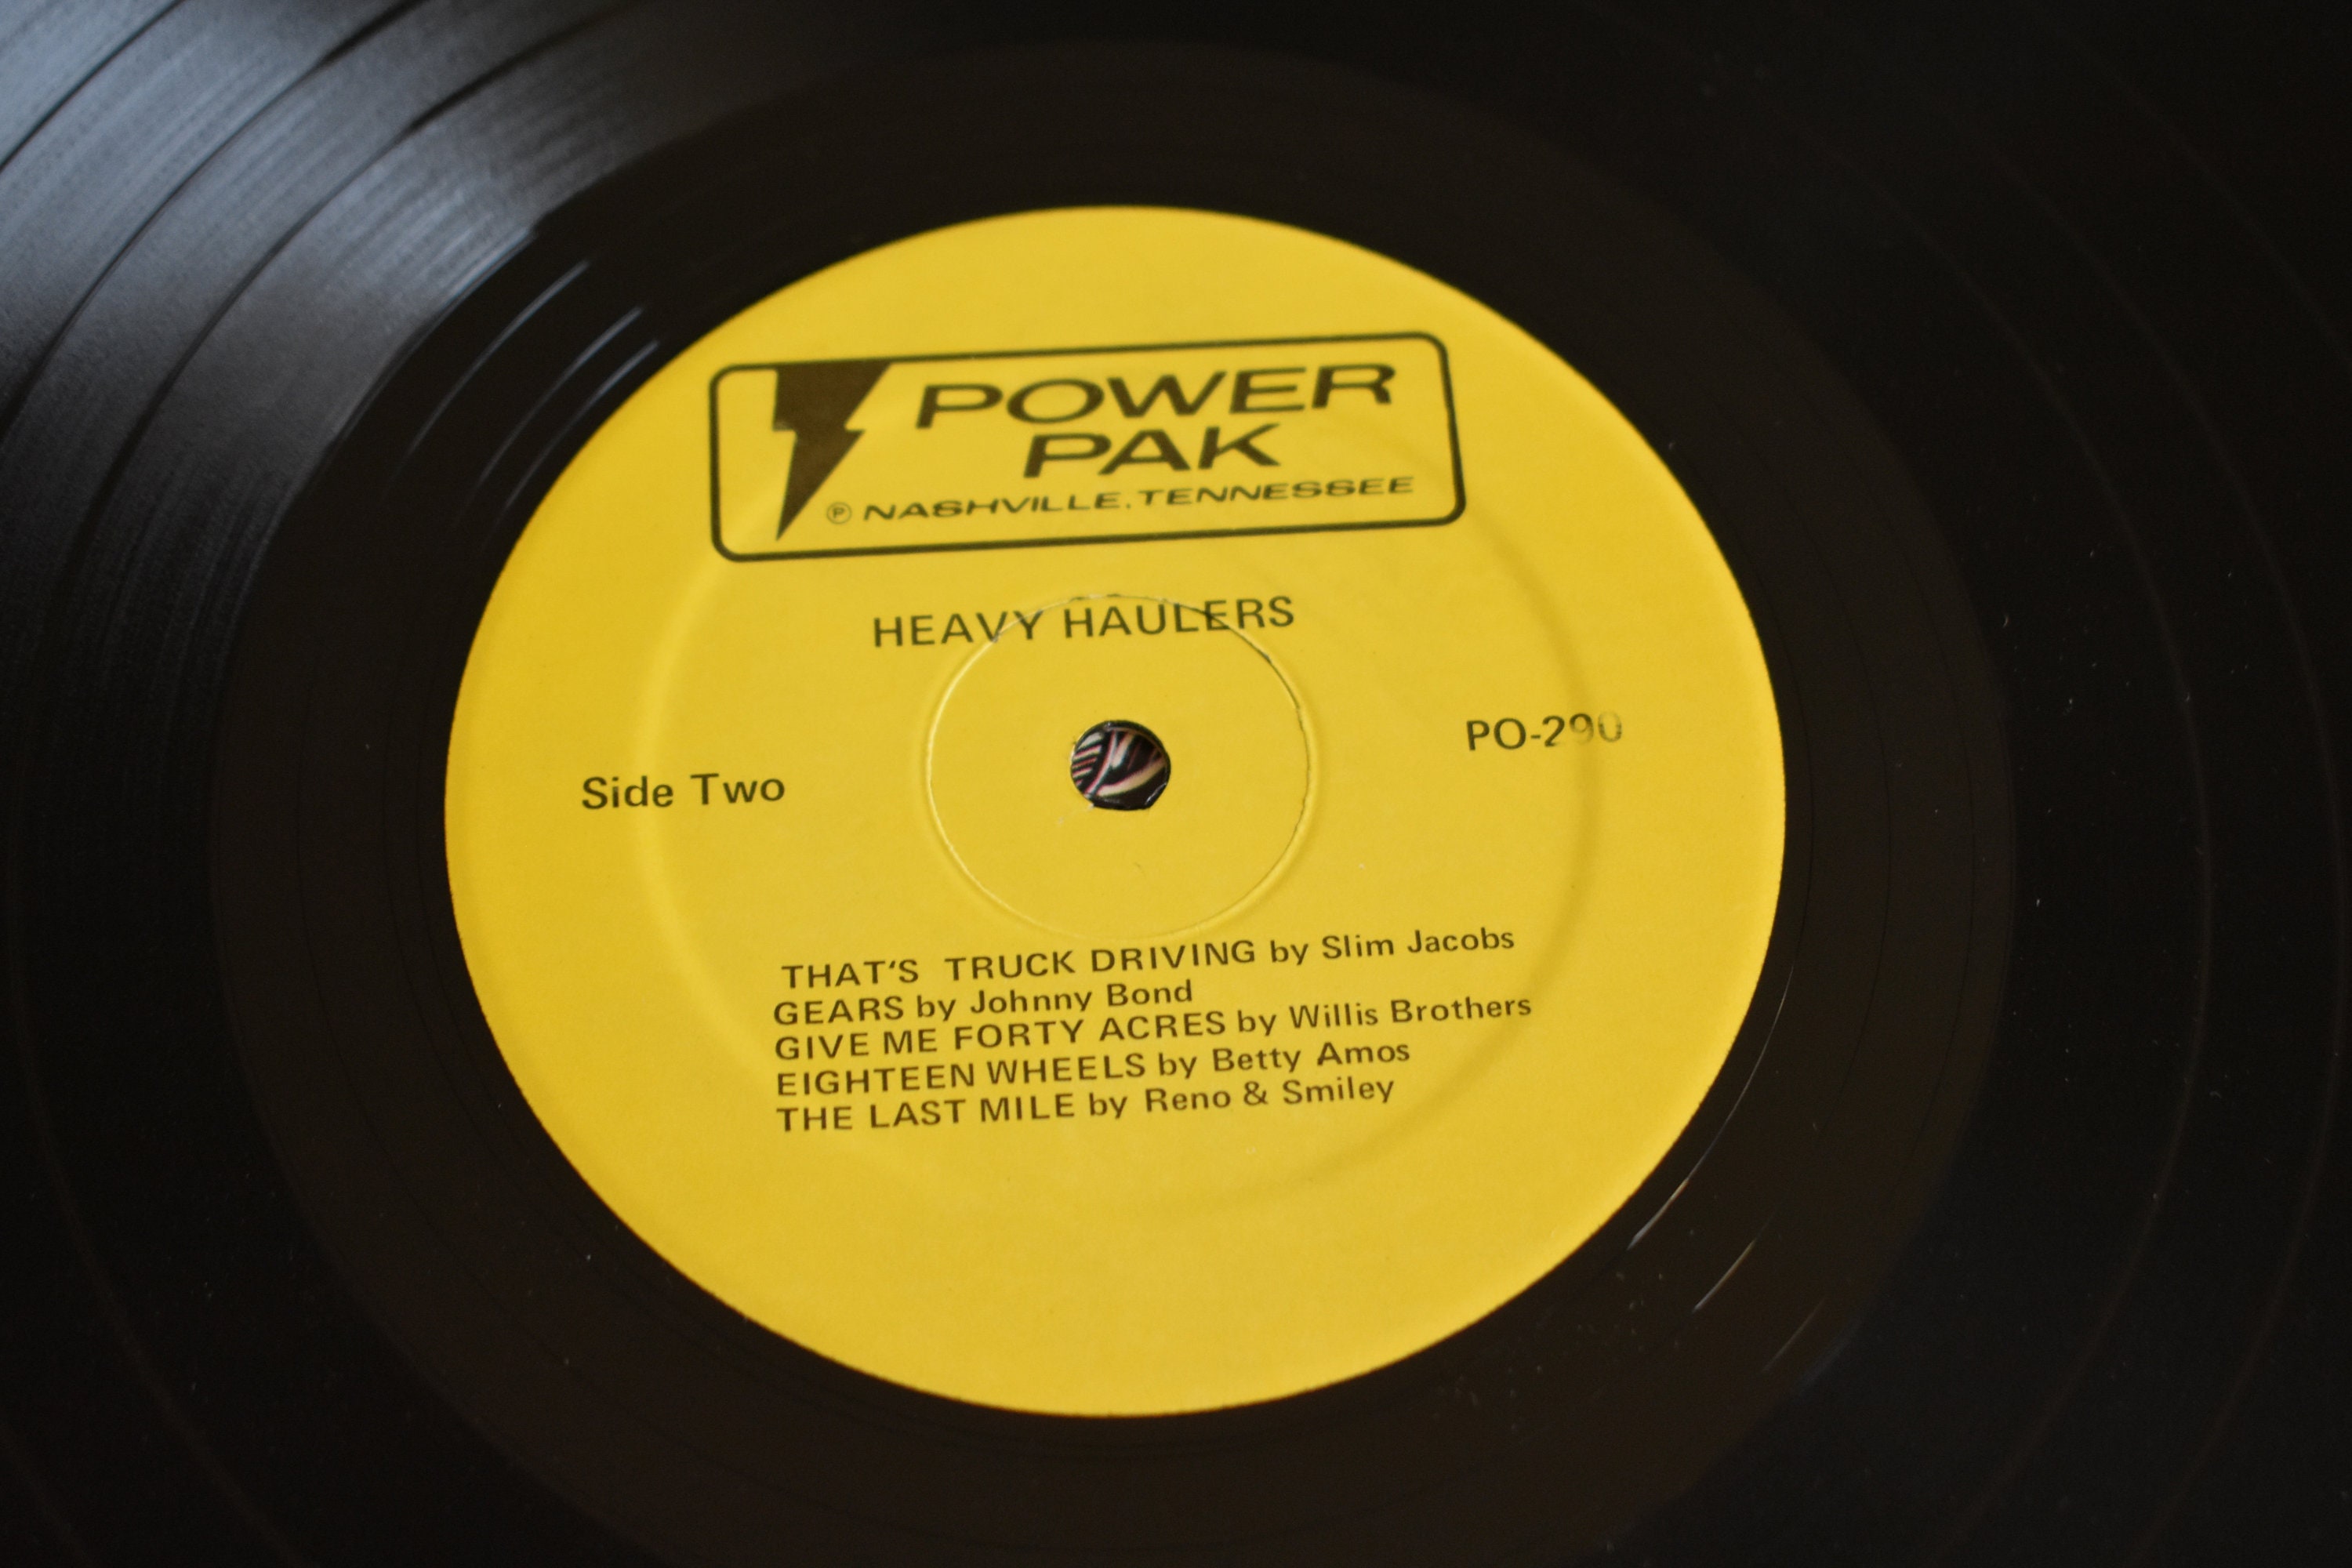 POWER
PAK
℗ NASHVILLE, TENNESSEE
HEAVY HAULERS
PO-290
Side Two
THAT'S TRUCK DRIVING by Slim Jacobs
GEARS by Johnny Bond
GIVE ME FORTY ACRES by Willis Brothers
EIGHTEEN WHEELS by Betty Amos
THE LAST MILE by Reno & Smiley